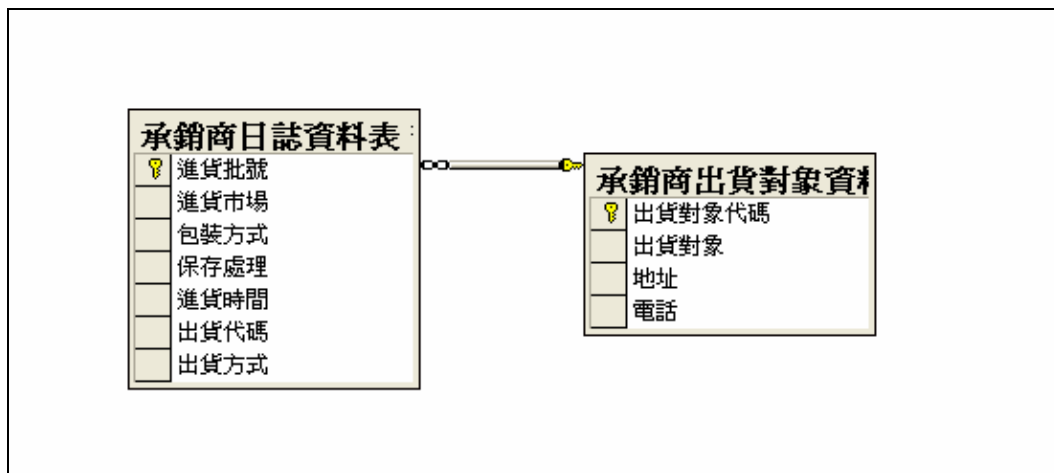 承銷商日誌資料表
進貨批號
進貨市場
包裝方式
保存處理
進貨時間
出貨代碼
出貨方式
承銷商出貨對象資
出貨對象代碼
出貨對象
地址
電話